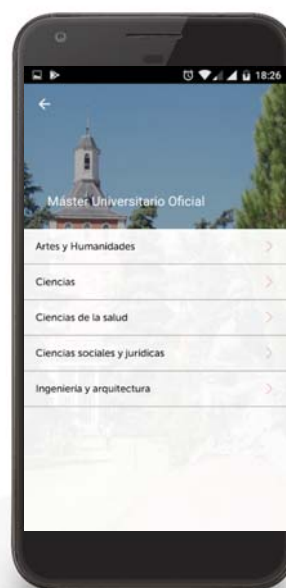 18:26
Máster Universitario Oficial
Artes y Humanidades
Ciencias
Ciencias de la salud
Ciencias sociales y jurídicas
Ingeniería y arquitectura